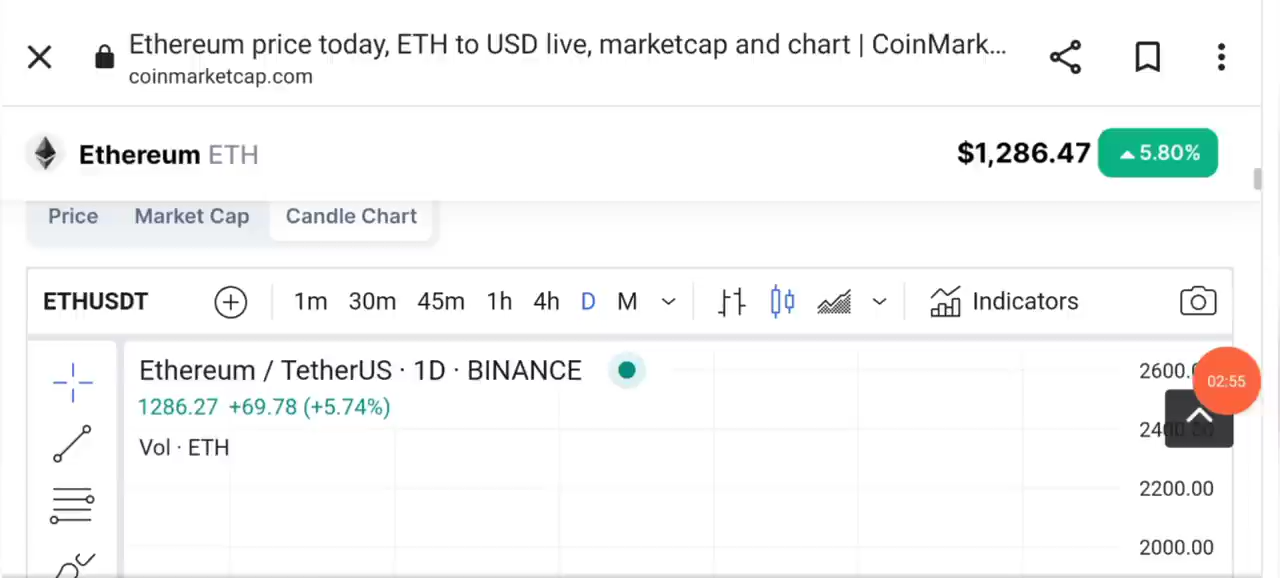 Ethereum price today, ETH to USD live, marketcap and chart | CoinMark...
coinmarketcap.com
Ethereum ETH
$1,286.47 5.80%
Price Market Cap Candle Chart
ETHUSDT 1m 30m 45m 1h 4h D M Indicators
Ethereum / TetherUS · 1D · BINANCE
1286.27 +69.78 (+5.74%)
Vol · ETH
2600.
02:55
2200.00
2000.00